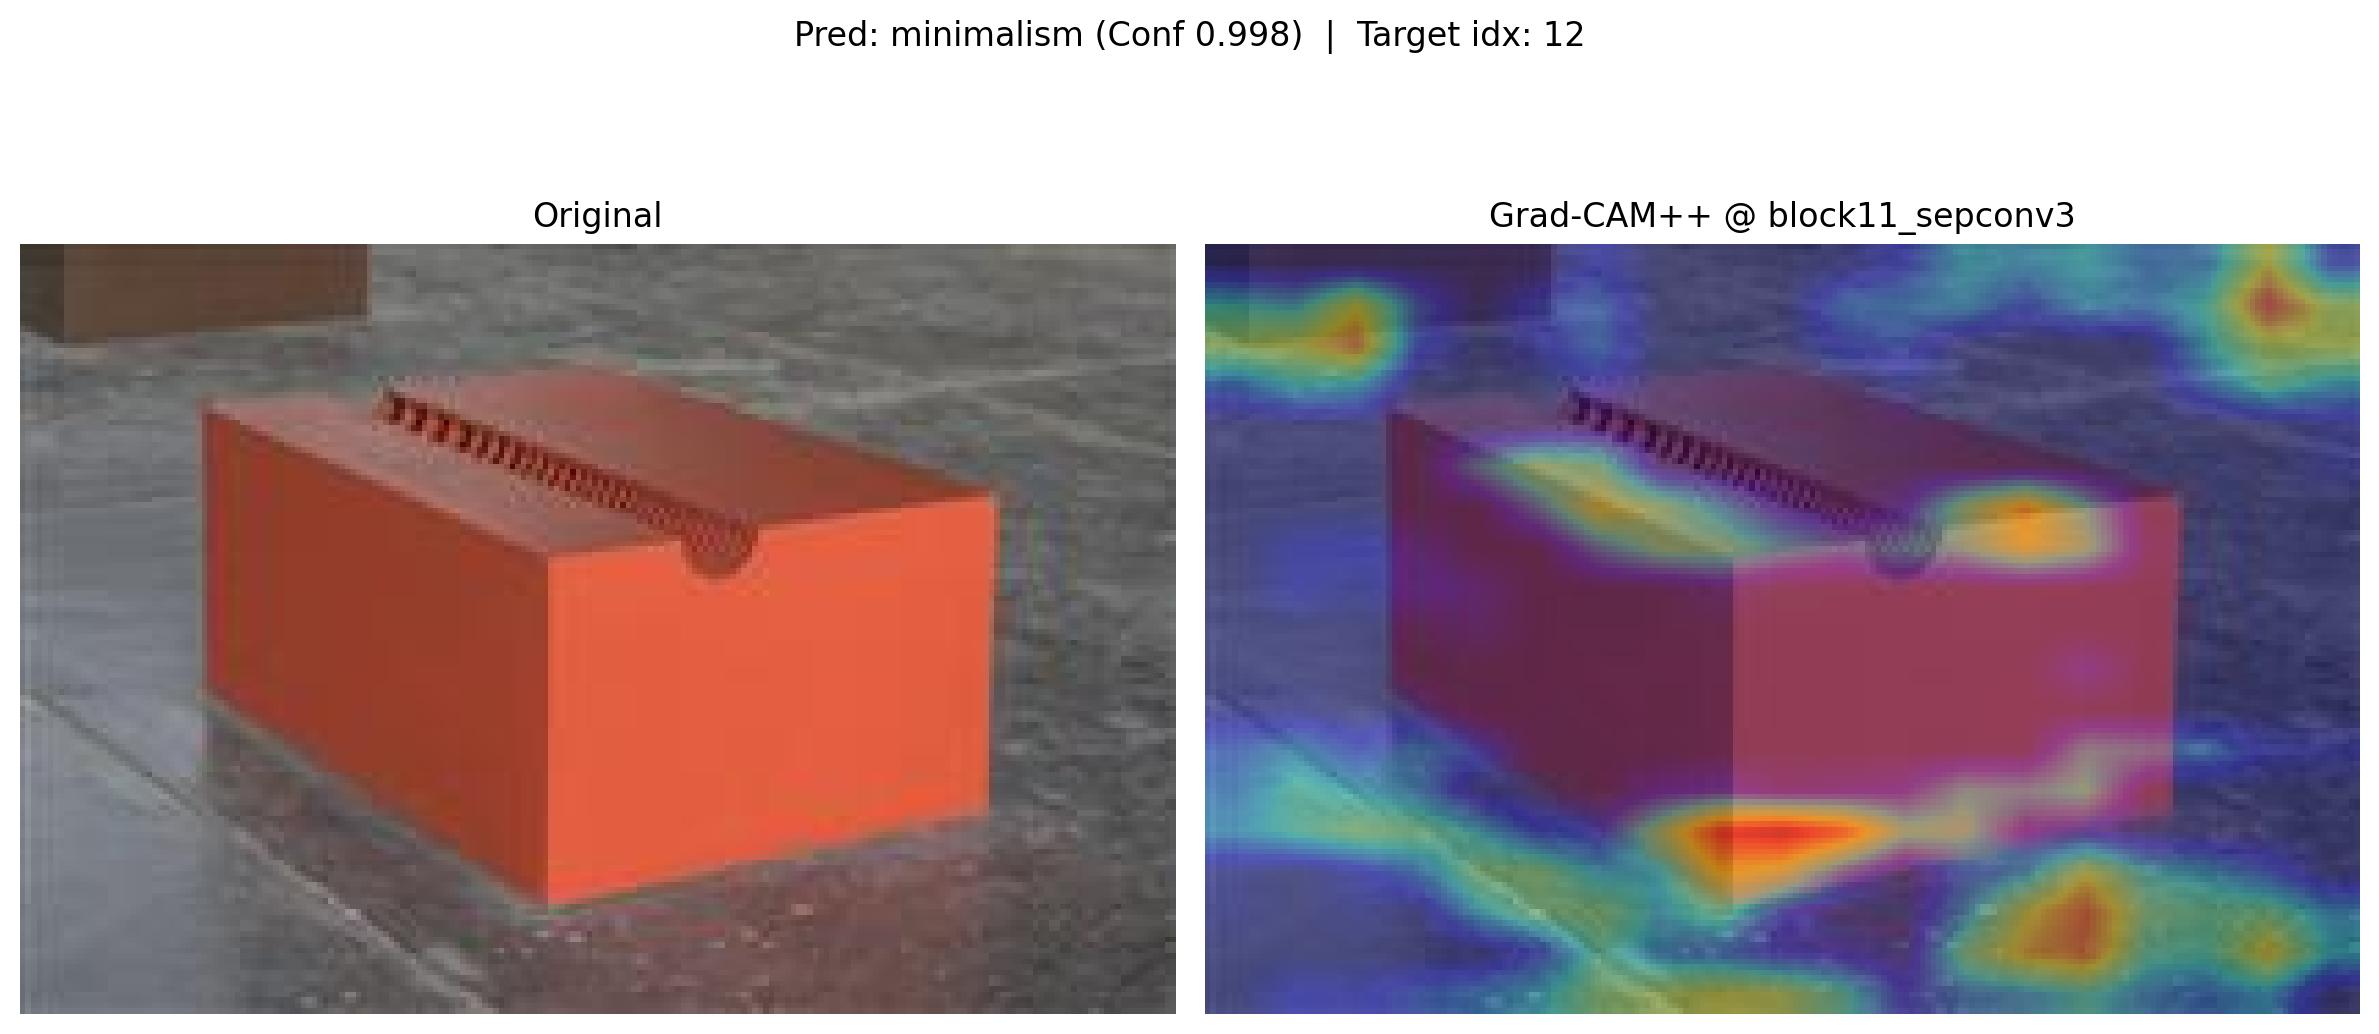 Pred: minimalism (Conf 0.998) | Target idx: 12
Original
Grad-CAM++ @ block11_sepconv3